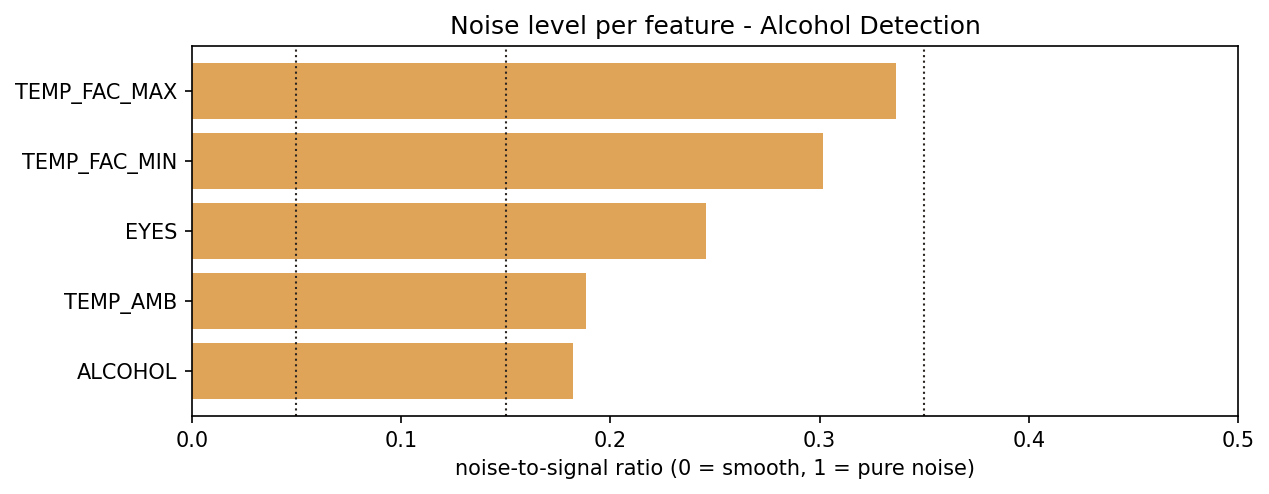 Noise level per feature - Alcohol Detection
TEMP_FAC_MAX
TEMP_FAC_MIN
EYES
TEMP_AMB
ALCOHOL
0.0 0.1 0.2 0.3 0.4 0.5
noise-to-signal ratio (0 = smooth, 1 = pure noise)